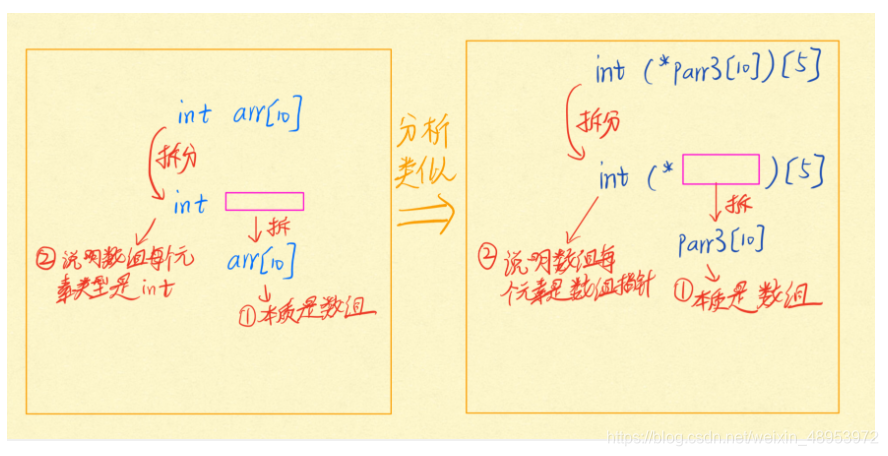 int arr[10]
拆分
int
拆
② 说明数组每个元
素类型是 int
arr[10]
① 本质是数组
分析
类似
int (*parr3[10])[5]
拆分
int (* )[5]
拆
② 说明数组每
个元素是数组指针
parr3[10]
① 本质是数组
https://blog.csdn.net/weixin_48953972